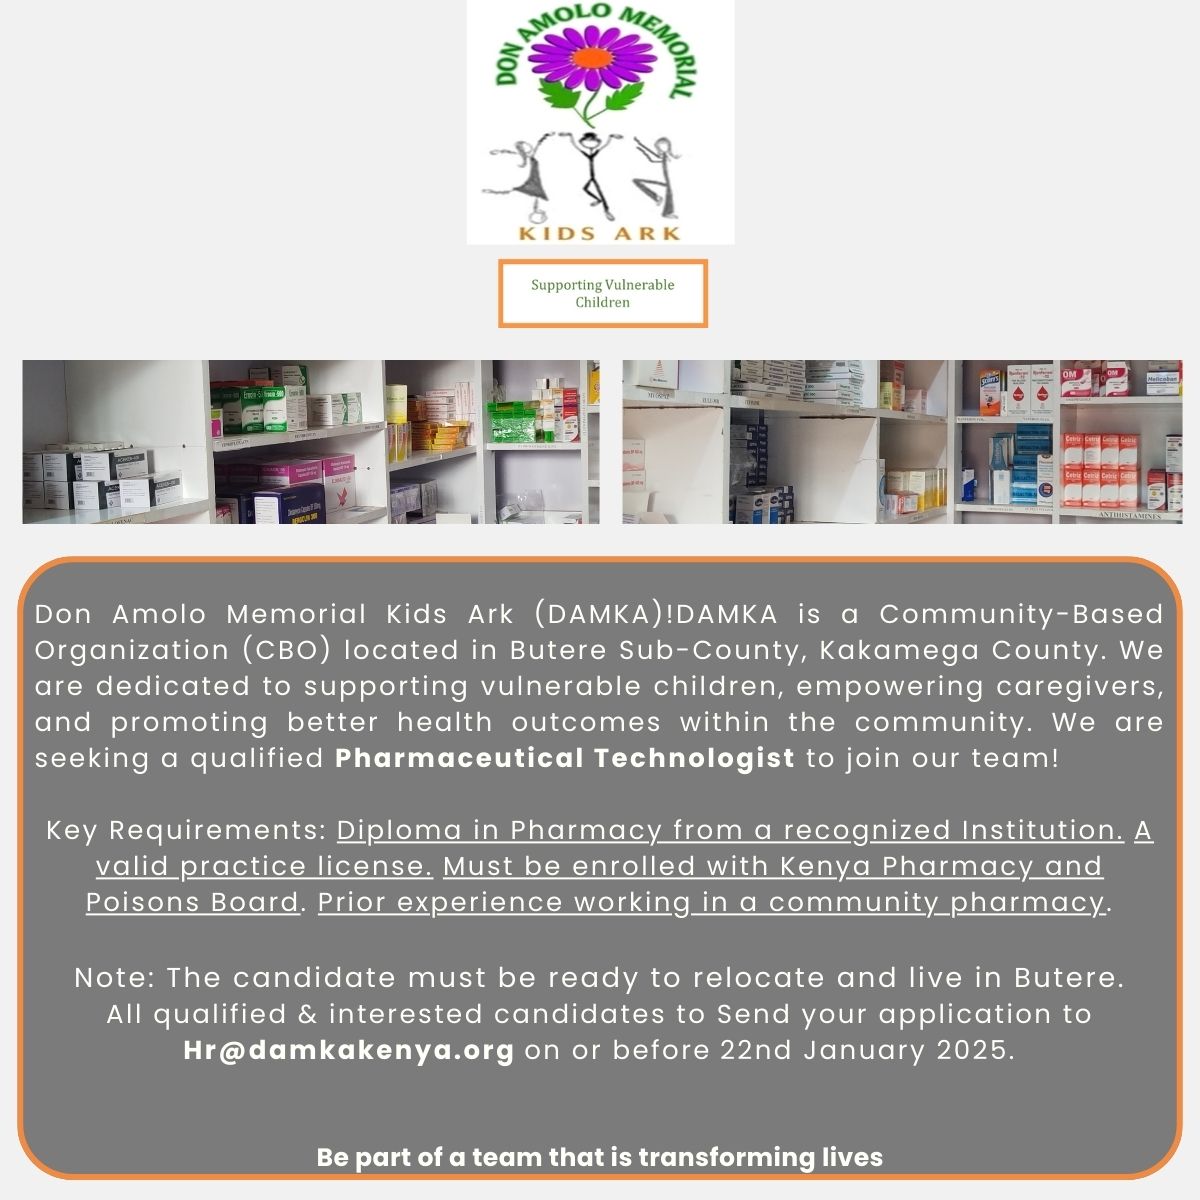 DON AMOLO MEMORIAL
KIDS ARK
Supporting Vulnerable
Children
OM
Cetriz Cetriz Cetriz Cetriz
ANTIHISTAMINES
Don Amolo Memorial Kids Ark (DAMKA)!DAMKA is a Community-Based
Organization (CBO) located in Butere Sub-County, Kakamega County. We
are dedicated to supporting vulnerable children, empowering caregivers,
and promoting better health outcomes within the community. We are
seeking a qualified Pharmaceutical Technologist to join our team!
Key Requirements: Diploma in Pharmacy from a recognized Institution. A
valid practice license. Must be enrolled with Kenya Pharmacy and
Poisons Board. Prior experience working in a community pharmacy.
Note: The candidate must be ready to relocate and live in Butere.
All qualified & interested candidates to Send your application to
Hr@damkakenya.org on or before 22nd January 2025.
Be part of a team that is transforming lives